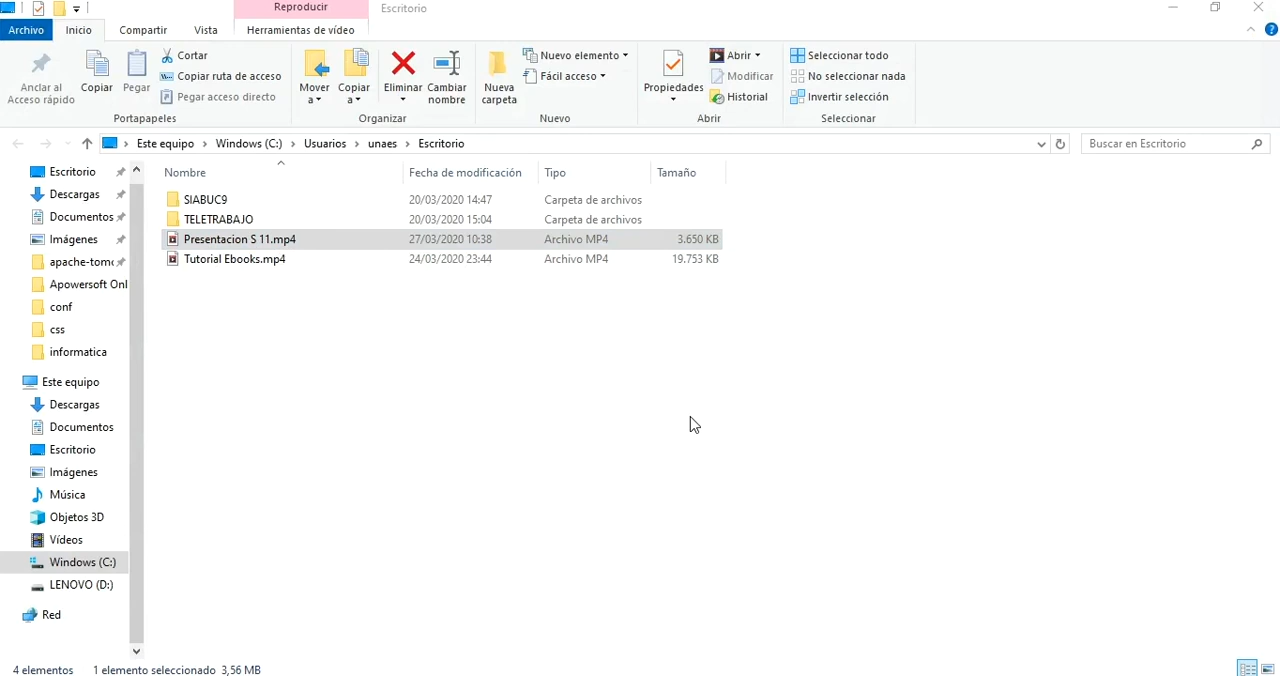 Reproducir Escritorio
Archivo Inicio Compartir Vista Herramientas de vídeo
Anclar al Acceso rápido
Copiar
Pegar
Cortar
Copiar ruta de acceso
Pegar acceso directo
Portapapeles
Mover a
Copiar a
Eliminar
Cambiar nombre
Organizar
Nueva carpeta
Nuevo elemento
Fácil acceso
Nuevo
Propiedades
Abrir
Modificar
Historial
Abrir
Seleccionar todo
No seleccionar nada
Invertir selección
Seleccionar
Este equipo > Windows (C:) > Usuarios > unaes > Escritorio
Buscar en Escritorio
Escritorio
Descargas
Documentos
Imágenes
apache-tom
Apowersoft Onl
conf
css
informatica
Este equipo
Descargas
Documentos
Escritorio
Imágenes
Música
Objetos 3D
Vídeos
Windows (C:)
LENOVO (D:)
Red
Nombre Fecha de modificación Tipo Tamaño
SIABUC9 20/03/2020 14:47 Carpeta de archivos
TELETRABAJO 20/03/2020 15:04 Carpeta de archivos
Presentacion S 11.mp4 27/03/2020 10:38 Archivo MP4 3.650 KB
Tutorial Ebooks.mp4 24/03/2020 23:44 Archivo MP4 19.753 KB
4 elementos 1 elemento seleccionado 3,56 MB